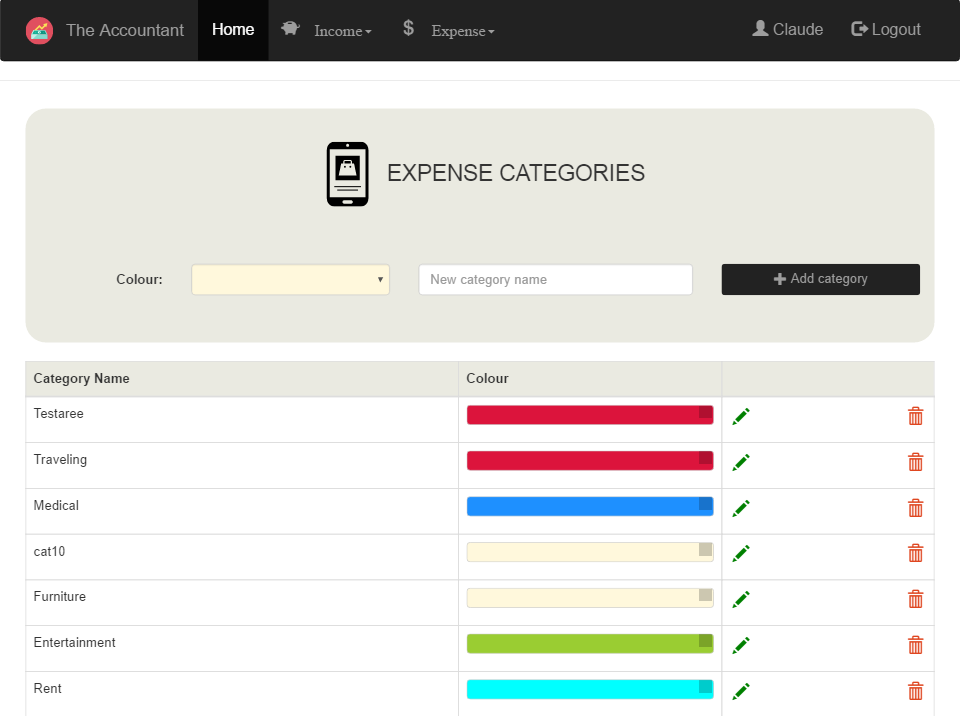 The Accountant Home Income $ Expense Claude Logout
EXPENSE CATEGORIES
Colour: New category name Add category
Category Name Colour
Testaree
Traveling
Medical
cat10
Furniture
Entertainment
Rent